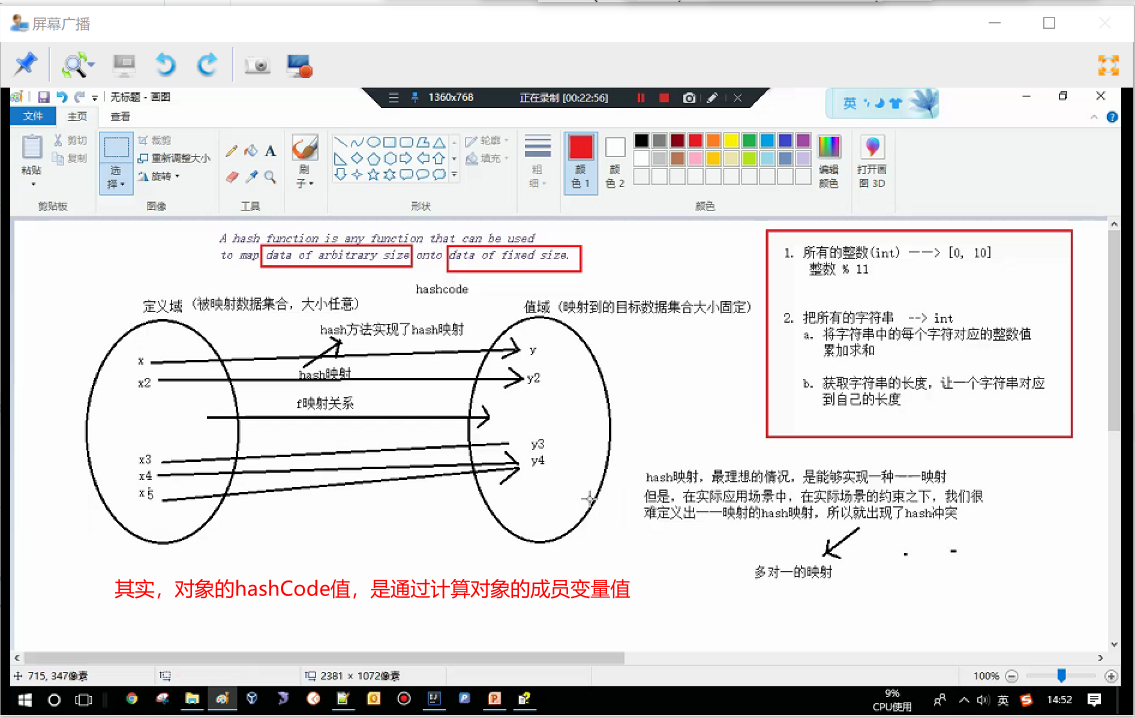 屏幕广播
无标题 - 画图
1360x768
正在录制 [00:22:56]
英
文件
主页
查看
粘贴
剪切
复制
剪贴板
选择
裁剪
重新调整大小
旋转
图像
A
工具
刷子
形状
轮廓
填充
粗细
颜色 1
颜色 2
颜色
编辑颜色
打开画图 3D
A hash function is any function that can be used
to map data of arbitrary size onto data of fixed size.
hashcode
定义域（被映射数据集合，大小任意）
值域（映射到的目标数据集合大小固定）
hash方法实现了hash映射
x
y
hash映射
x2
y2
f映射关系
y3
x3
y4
x4
x5
1. 所有的整数(int) ——> [0, 10]
整数 % 11
2. 把所有的字符串 --> int
a. 将字符串中的每个字符对应的整数值
累加求和
b. 获取字符串的长度，让一个字符串对应
到自己的长度
hash映射，最理想的情况，是能够实现一种一一映射
但是，在实际应用场景中，在实际场景的约束之下，我们很
难定义出一一映射的hash映射，所以就出现了hash冲突
多对一的映射
其实，对象的hashCode值，是通过计算对象的成员变量值
715, 347像素
2381 × 1072像素
100%
9%
CPU使用
英
14:52